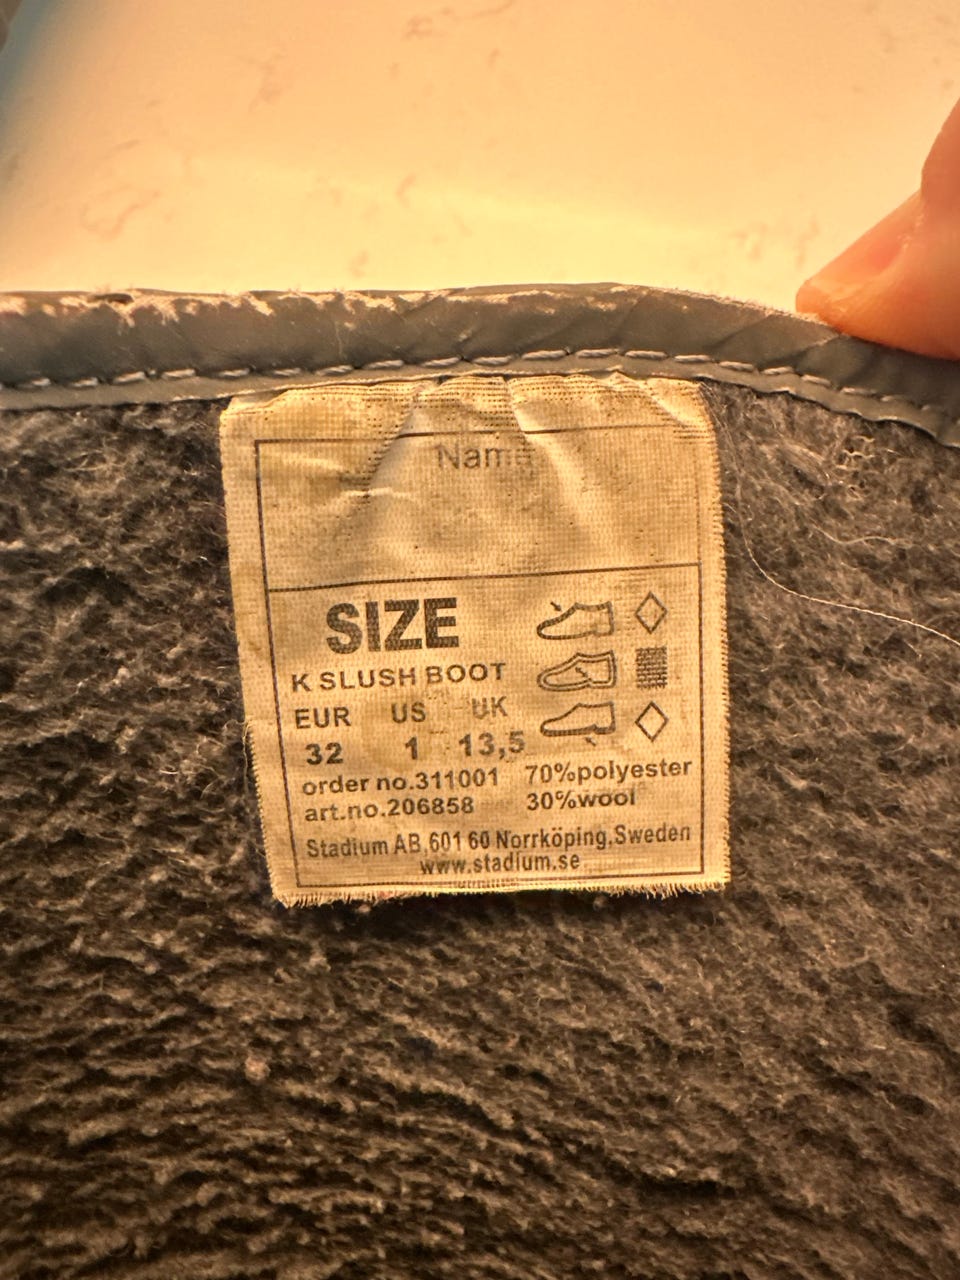 Name
SIZE
K SLUSH BOOT
EUR US UK
32 1 13,5
order no.311001 70%polyester
art.no.206858 30%wool
Stadium AB,601 60 Norrköping,Sweden
www.stadium.se